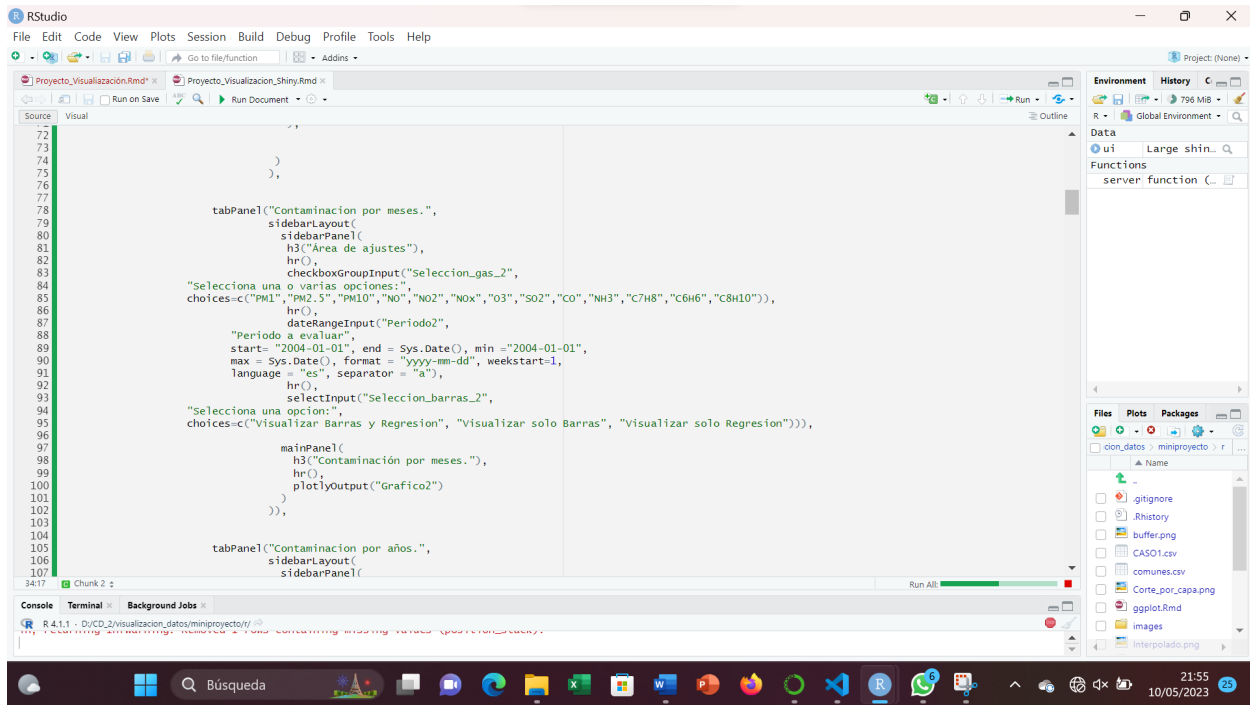 RStudio
File Edit Code View Plots Session Build Debug Profile Tools Help
Go to file/function Addins
Project: (None)
Proyecto_Visualiazación.Rmd* Proyecto_Visualizacion_Shiny.Rmd
Run on Save ABC Run Document Run
Source Visual Outline
72
73
74 )
75 ),
76
77
78 tabPanel("Contaminacion por meses.",
79 sidebarLayout(
80 sidebarPanel(
81 h3("Área de ajustes"),
82 hr(),
83 checkboxGroupInput("Seleccion_gas_2",
84 "Selecciona una o varias opciones:",
85 choices=c("PM1","PM2.5","PM10","NO","NO2","NOx","O3","SO2","CO","NH3","C7H8","C6H6","C8H10")),
86 hr(),
87 dateRangeInput("Periodo2",
88 "Periodo a evaluar",
89 start= "2004-01-01", end = Sys.Date(), min ="2004-01-01",
90 max = Sys.Date(), format = "yyyy-mm-dd", weekstart=1,
91 language = "es", separator = "a"),
92 hr(),
93 selectInput("Seleccion_barras_2",
94 "Selecciona una opcion:",
95 choices=c("Visualizar Barras y Regresion", "Visualizar solo Barras", "Visualizar solo Regresion"))),
96
97 mainPanel(
98 h3("Contaminación por meses."),
99 hr(),
100 plotlyOutput("Grafico2")
101 )
102 )),
103
104
105 tabPanel("Contaminacion por años.",
106 sidebarLayout(
107 sidebarPanel(
34:17 Chunk 2 Run All:
Console Terminal Background Jobs
R 4.1.1 · D:/CD_2/visualizacion_datos/miniproyecto/r/
Environment History C
796 MiB
R Global Environment
Data
ui Large shin…
Functions
server function (…
Files Plots Packages
cion_datos miniproyecto r ...
Name
..
.gitignore
.Rhistory
buffer.png
CASO1.csv
comunes.csv
Corte_por_capa.png
ggplot.Rmd
images
Interpolado.png
Búsqueda
6
21:55
10/05/2023
25